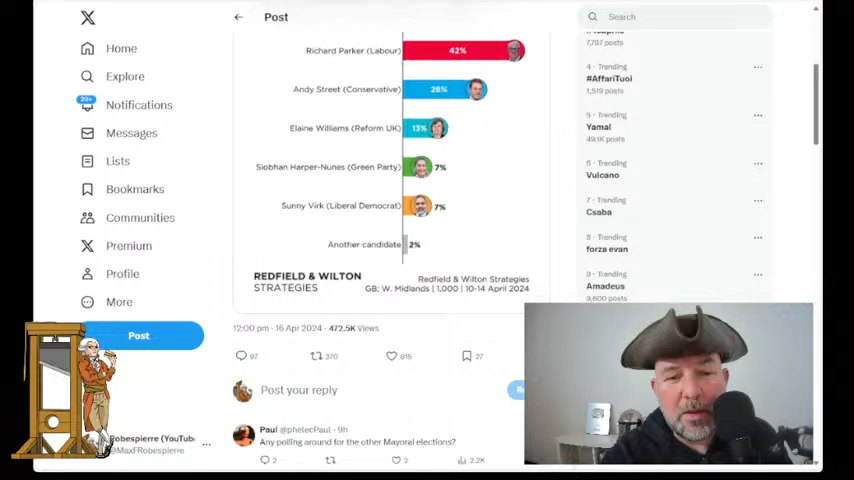 Post
Search
Home
Explore
20+
Notifications
Messages
Lists
Bookmarks
Communities
Premium
Profile
More
Post
Robespierre (YouTub
@MaxFRobespierre
Richard Parker (Labour)
42%
Andy Street (Conservative)
28%
Elaine Williams (Reform UK)
13%
Siobhan Harper-Nunes (Green Party)
7%
Sunny Virk (Liberal Democrat)
7%
Another candidate
2%
REDFIELD & WILTON
STRATEGIES
Redfield & Wilton Strategies
GB; W. Midlands | 1,000 | 10-14 April 2024
12:00 pm · 16 Apr 2024 · 472.5K Views
97
370
815
27
Post your reply
Paul @phelecPaul · 9h
Any polling around for the other Mayoral elections?
2
2
2.2K
7,797 posts
4 · Trending
#AffariTuoi
1,519 posts
5 · Trending
Yamal
49.1K posts
6 · Trending
Vulcano
7 · Trending
Csaba
8 · Trending
forza evan
9 · Trending
Amadeus
9,800 posts